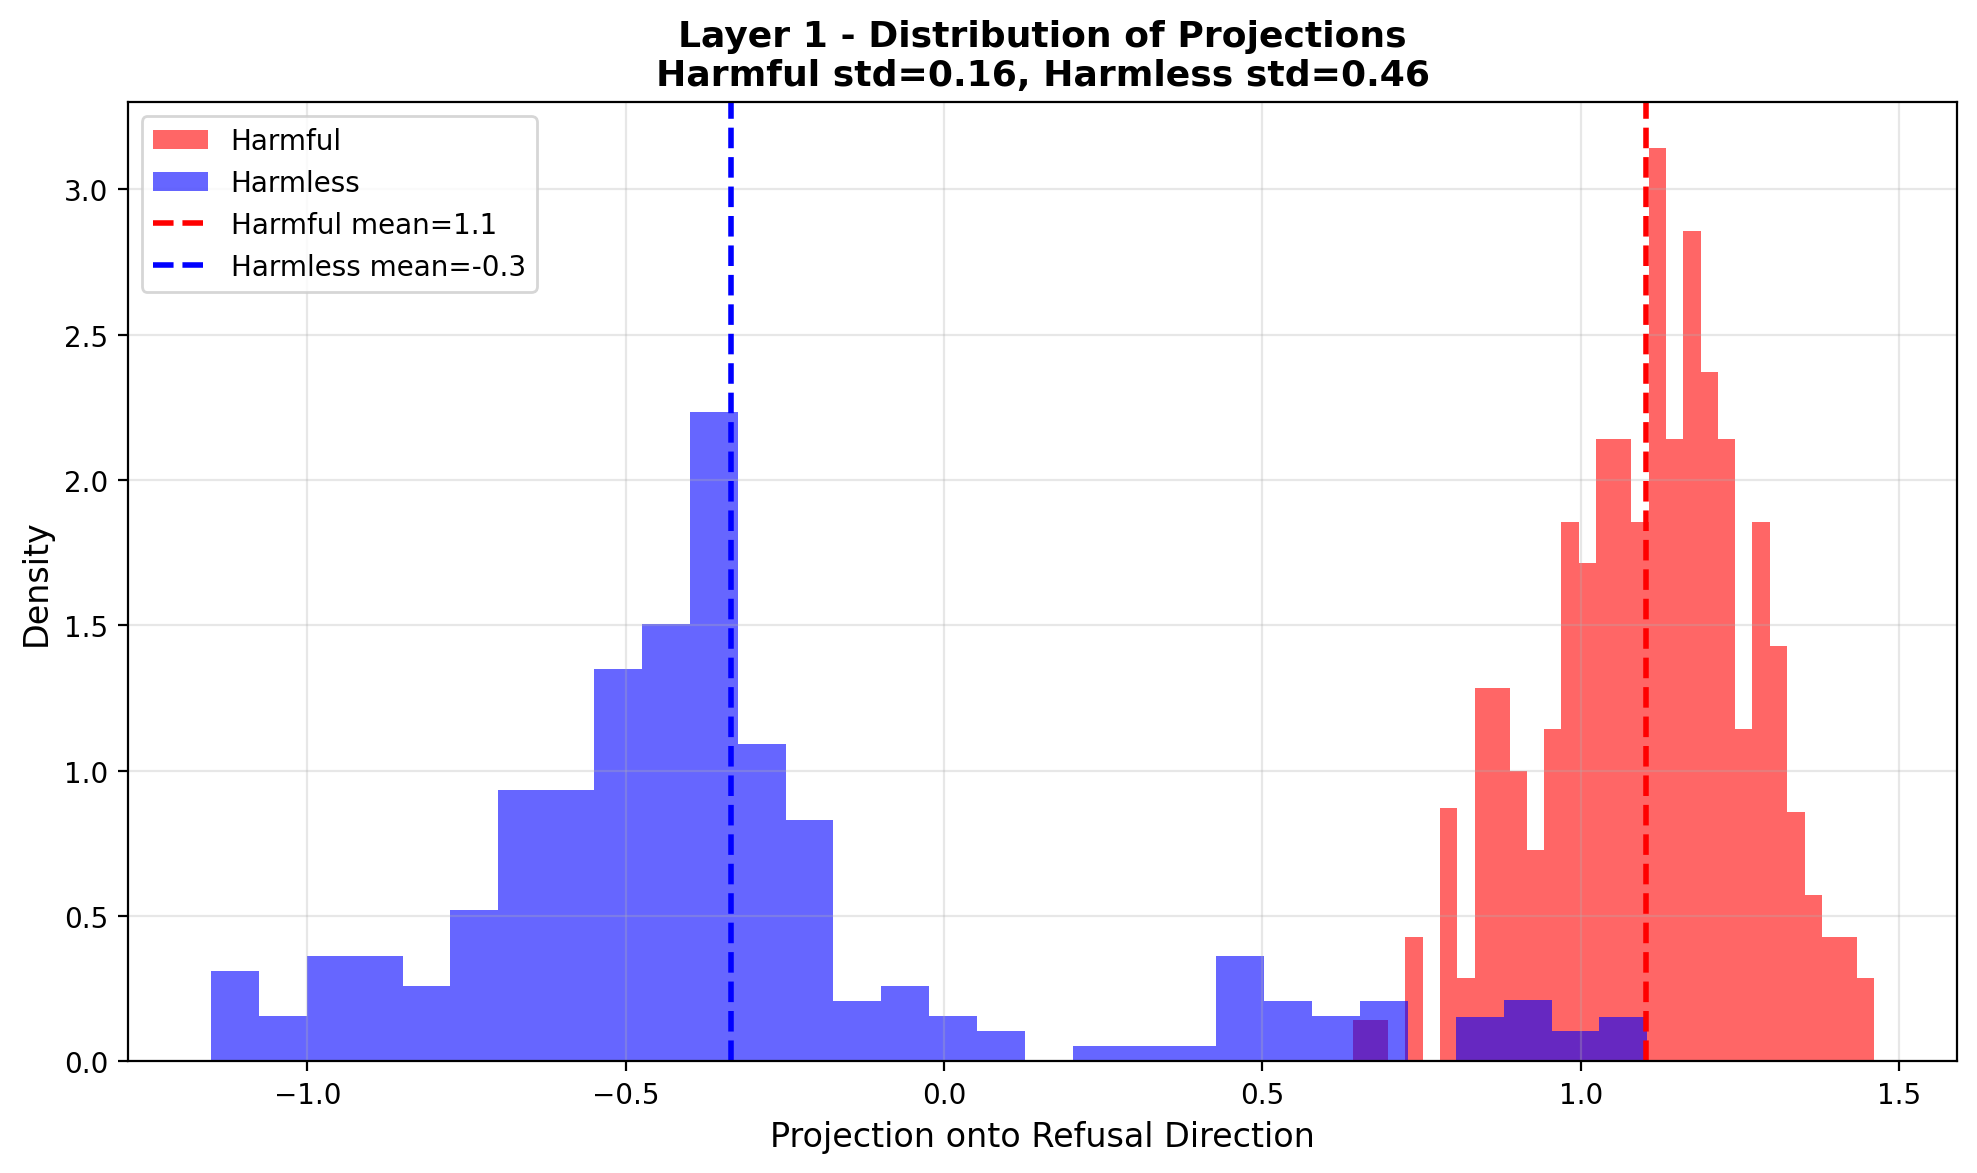 Layer 1 - Distribution of Projections
Harmful std=0.16, Harmless std=0.46
Harmful
Harmless
Harmful mean=1.1
Harmless mean=-0.3
Density
3.0
2.5
2.0
1.5
1.0
0.5
0.0
−1.0 −0.5 0.0 0.5 1.0 1.5
Projection onto Refusal Direction